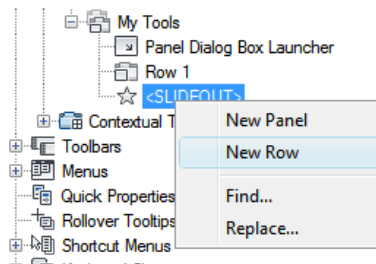 My Tools
Panel Dialog Box Launcher
Row 1
<SLIDEOUT>
Contextual T
New Panel
Toolbars
New Row
Menus
Quick Properties
Find...
Rollover Tooltips
Replace...
Shortcut Menus